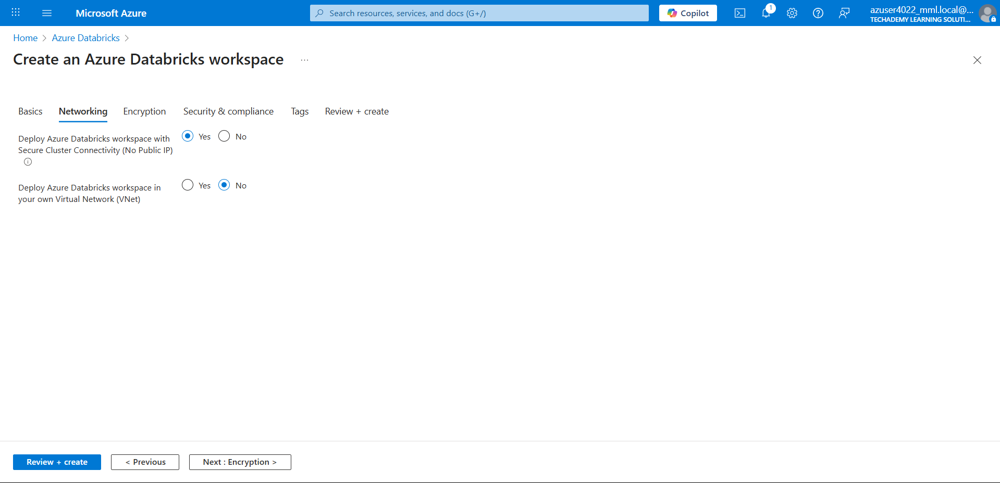 Microsoft Azure
Search resources, services, and docs (G+/)
Copilot
1
azuser4022_mml.local@...
TECHADEMY LEARNING SOLUTI...
Home > Azure Databricks >
Create an Azure Databricks workspace ...
Basics Networking Encryption Security & compliance Tags Review + create
Deploy Azure Databricks workspace with
Secure Cluster Connectivity (No Public IP)
Yes No
Deploy Azure Databricks workspace in
your own Virtual Network (VNet)
Yes No
Review + create < Previous Next : Encryption >